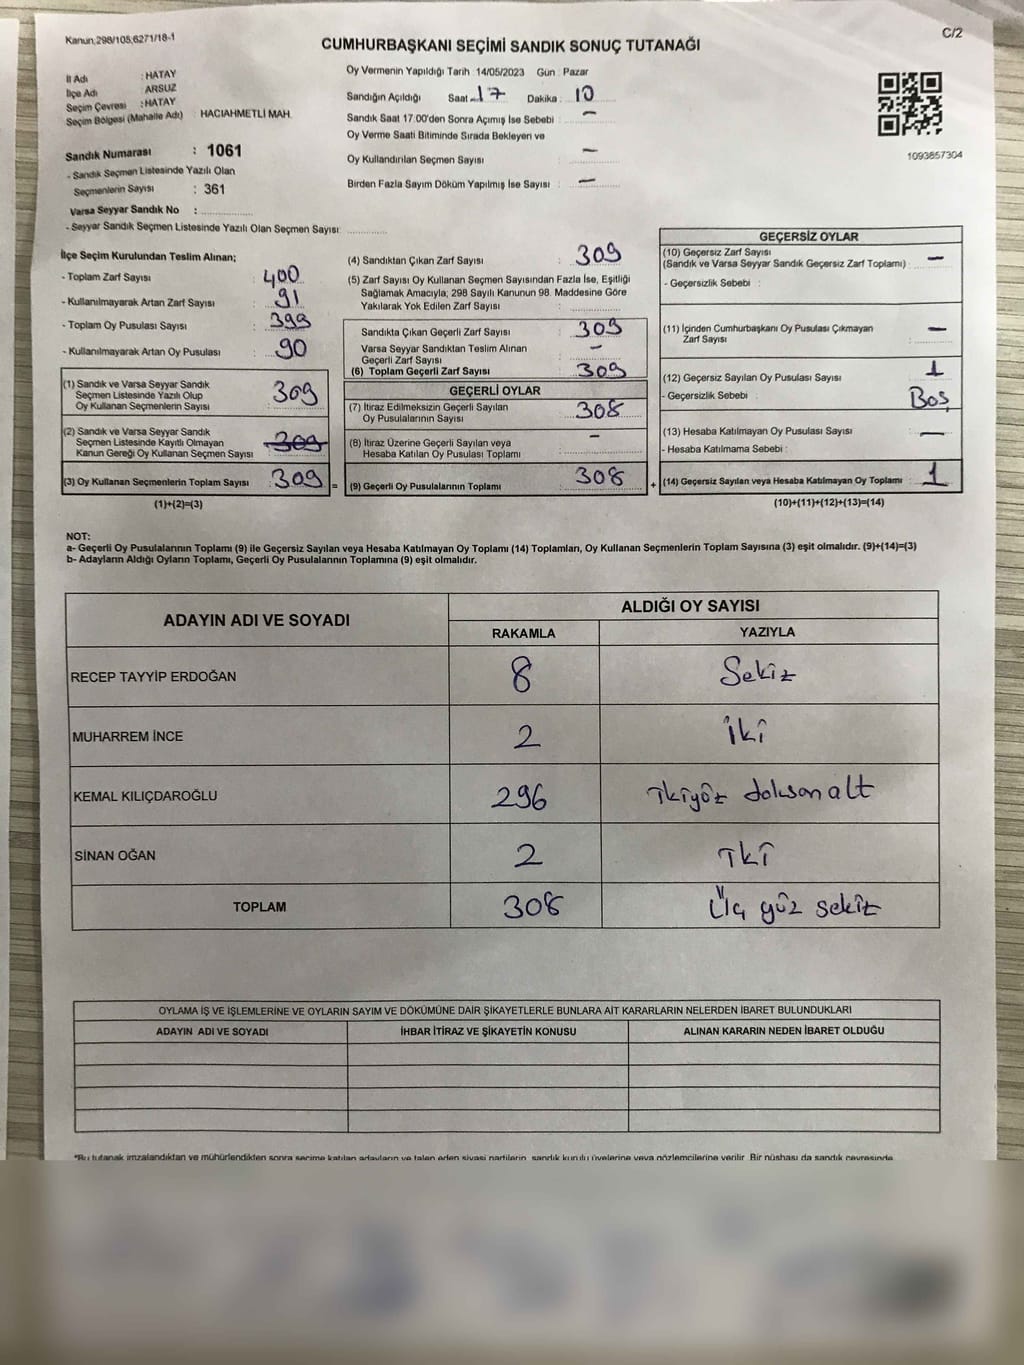 Kanun,298/105,6271/18-1
C/2
CUMHURBAŞKANI SEÇİMİ SANDIK SONUÇ TUTANAĞI
İl Adı : HATAY
İlçe Adı : ARSUZ
Seçim Çevresi : HATAY
Seçim Bölgesi (Mahalle Adı) HACIAHMETLİ MAH.
Sandık Numarası : 1061
- Sandık Seçmen Listesinde Yazılı Olan
Seçmenlerin Sayısı : 361
Varsa Seyyar Sandık No :
- Seyyar Sandık Seçmen Listesinde Yazılı Olan Seçmen Sayısı:
Oy Vermenin Yapıldığı Tarih : 14/05/2023 Gün : Pazar
Sandığın Açıldığı Saat 17 Dakika : 10
Sandık Saat 17:00'den Sonra Açımış İse Sebebi : —
Oy Verme Saati Bitiminde Sırada Bekleyen ve
Oy Kullandırılan Seçmen Sayısı —
Birden Fazla Sayım Döküm Yapılmış İse Sayısı : —
1093857304
İlçe Seçim Kurulundan Teslim Alınan;
- Toplam Zarf Sayısı : 400
- Kullanılmayarak Artan Zarf Sayısı : 91
- Toplam Oy Pusulası Sayısı : 399
- Kullanılmayarak Artan Oy Pusulası : 90
(1) Sandık ve Varsa Seyyar Sandık
Seçmen Listesinde Yazılı Olup
Oy Kullanan Seçmenlerin Sayısı : 309
(2) Sandık ve Varsa Seyyar Sandık
Seçmen Listesinde Kayıtlı Olmayan
Kanun Gereği Oy Kullanan Seçmen Sayısı : 309
(3) Oy Kullanan Seçmenlerin Toplam Sayısı : 309 =
(1)+(2)=(3)
(4) Sandıktan Çıkan Zarf Sayısı : 309
(5) Zarf Sayısı Oy Kullanan Seçmen Sayısından Fazla İse, Eşitliği
Sağlamak Amacıyla; 298 Sayılı Kanunun 98. Maddesine Göre
Yakılarak Yok Edilen Zarf Sayısı :
Sandıkta Çıkan Geçerli Zarf Sayısı : 309
Varsa Seyyar Sandıktan Teslim Alınan
Geçerli Zarf Sayısı : —
(6) Toplam Geçerli Zarf Sayısı : 309
GEÇERLİ OYLAR
(7) İtiraz Edilmeksizin Geçerli Sayılan
Oy Pusulalarının Sayısı : 308
(8) İtiraz Üzerine Geçerli Sayılan veya
Hesaba Katılan Oy Pusulası Toplamı : —
(9) Geçerli Oy Pusulalarının Toplamı : 308 +
GEÇERSİZ OYLAR
(10) Geçersiz Zarf Sayısı
(Sandık ve Varsa Seyyar Sandık Geçersiz Zarf Toplamı) : —
- Geçersizlik Sebebi :
(11) İçinden Cumhurbaşkanı Oy Pusulası Çıkmayan
Zarf Sayısı : —
(12) Geçersiz Sayılan Oy Pusulası Sayısı : 1
- Geçersizlik Sebebi : Boş
(13) Hesaba Katılmayan Oy Pusulası Sayısı : —
- Hesaba Katılmama Sebebi :
(14) Geçersiz Sayılan veya Hesaba Katılmayan Oy Toplamı : 1
(10)+(11)+(12)+(13)=(14)
NOT:
a- Geçerli Oy Pusulalarının Toplamı (9) ile Geçersiz Sayılan veya Hesaba Katılmayan Oy Toplamı (14) Toplamları, Oy Kullanan Seçmenlerin Toplam Sayısına (3) eşit olmalıdır. (9)+(14)=(3)
b- Adayların Aldığı Oyların Toplamı, Geçerli Oy Pusulalarının Toplamına (9) eşit olmalıdır.
ADAYIN ADI VE SOYADI
ALDIĞI OY SAYISI
RAKAMLA YAZIYLA
RECEP TAYYİP ERDOĞAN 8 Sekiz
MUHARREM İNCE 2 İki
KEMAL KILIÇDAROĞLU 296 ikiyüz doksan alt
SİNAN OĞAN 2 İki
TOPLAM 308 Üç yüz sekiz
OYLAMA İŞ VE İŞLEMLERİNE VE OYLARIN SAYIM VE DÖKÜMÜNE DAİR ŞİKAYETLERLE BUNLARA AİT KARARLARIN NELERDEN İBARET BULUNDUKLARI
ADAYIN ADI VE SOYADI İHBAR İTİRAZ VE ŞİKAYETİN KONUSU ALINAN KARARIN NEDEN İBARET OLDUĞU
*Bu tutanak imzalandıktan ve mühürlendikten sonra seçime katılan adayların ve talep eden siyasi partilerin, sandık kurulu üyelerine veya gözlemcilerine verilir. Bir nüshası da sandık çevresinde